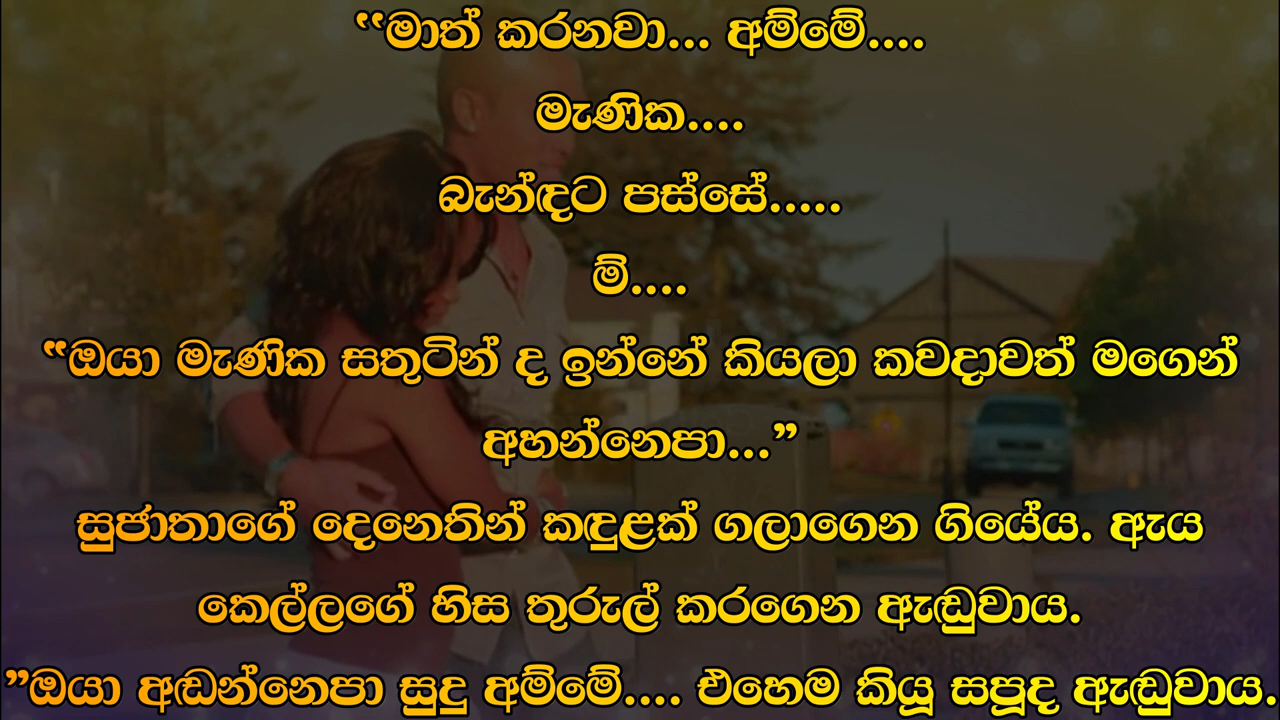 “මාත් කරනවා... අම්මේ....
මැණික....
බැන්ඳට පස්සේ.....
ම්....
“ඔයා මැණික සතුටින් ද ඉන්නේ කියලා කවදාවත් මගෙන්
අහන්නෙපා...”
සුජාතාගේ දෙනෙතින් කඳුළක් ගලාගෙන ගියේය. ඇය
කෙල්ලගේ හිස තුරුල් කරගෙන ඇඬුවාය.
”ඔයා අඬන්නෙපා සුදු අම්මේ.... එහෙම කියූ සපූද ඇඬුවාය.